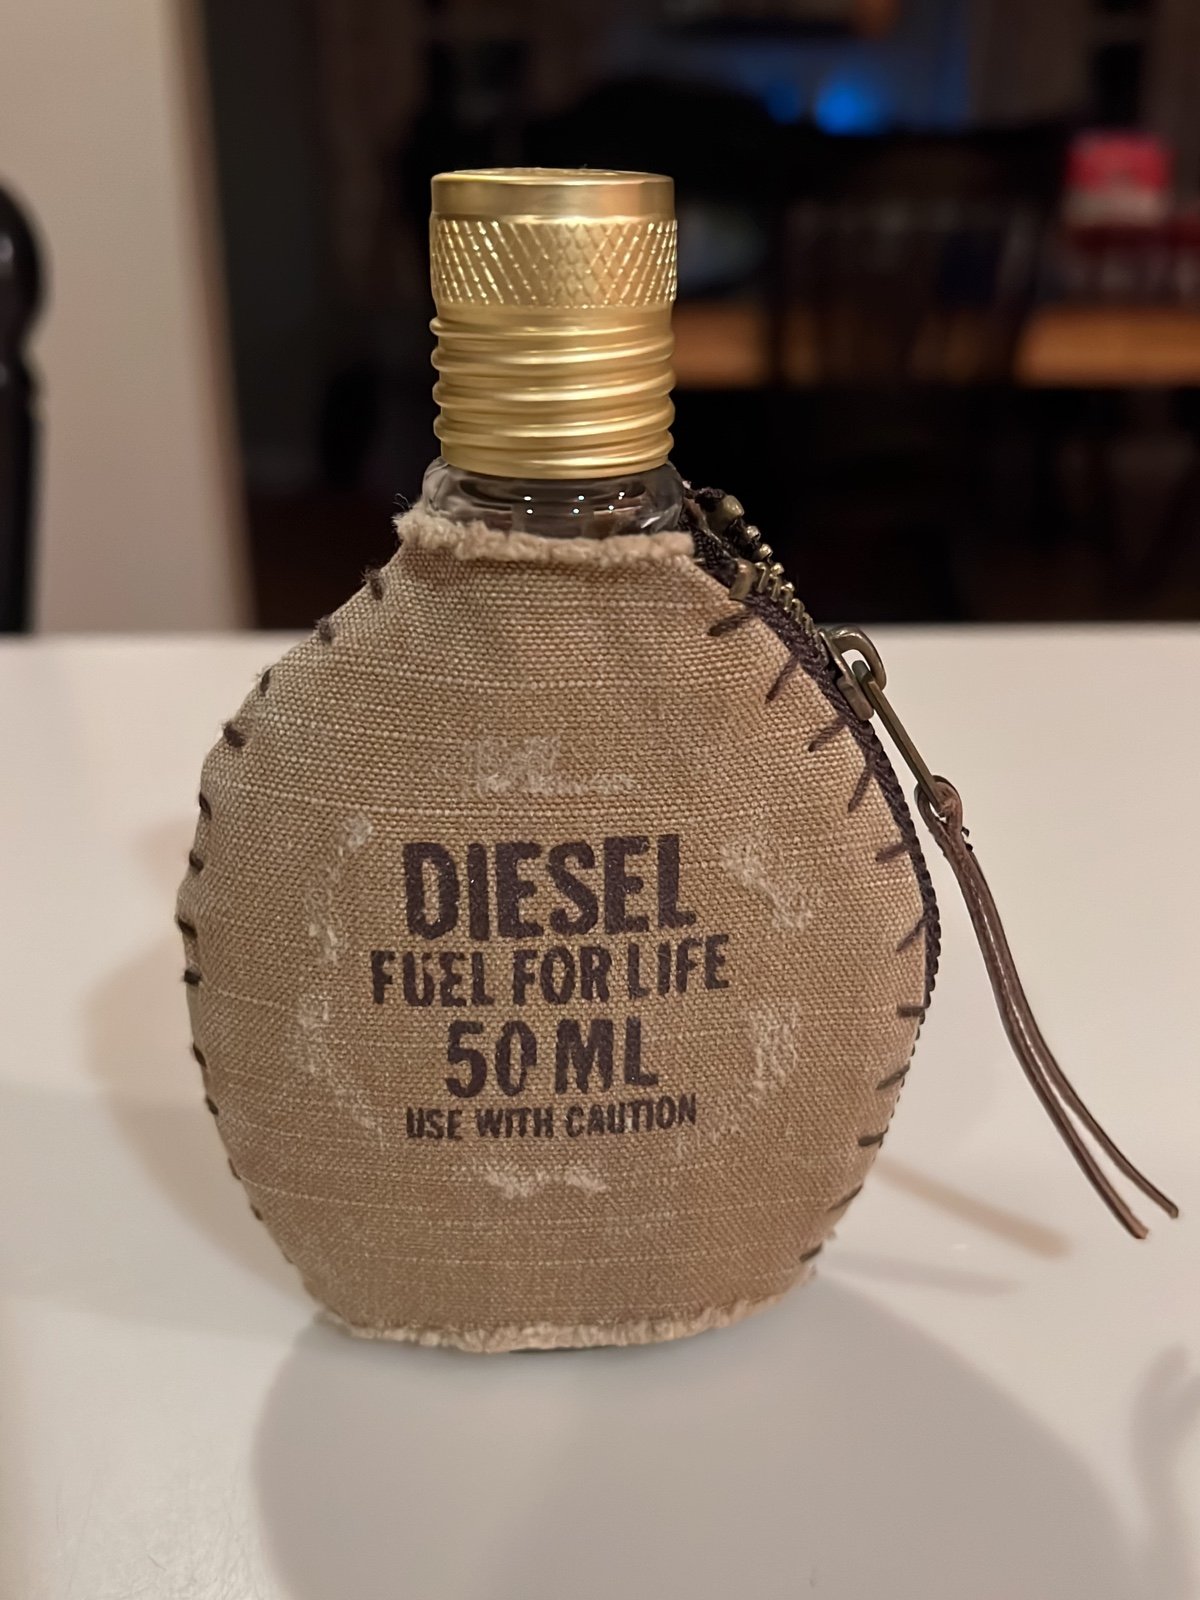 DIESEL
FUEL FOR LIFE
50 ML
USE WITH CAUTION